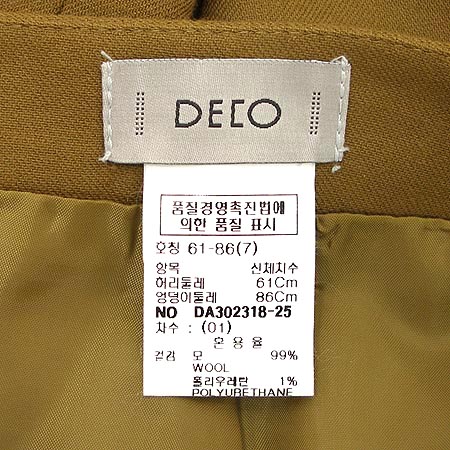 DECO
품질경영촉진법에
의한 품질 표시
호칭 61-86(7)
항목 신체치수
허리둘레 61Cm
엉덩이둘레 86Cm
NO DA302318-25
차수 : (01)
혼 용 율
겉감 모 99%
WOOL
폴리우레탄 1%
POLYURETHANE